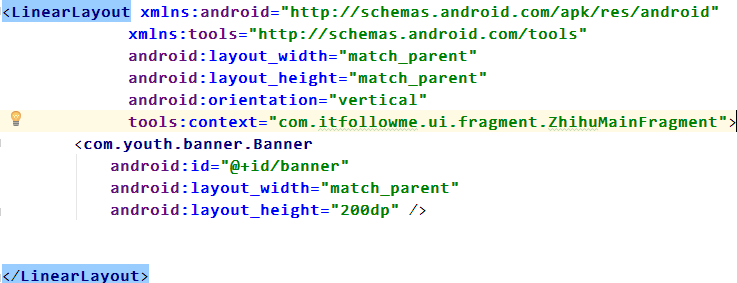 <LinearLayout xmlns:android="http://schemas.android.com/apk/res/android"
xmlns:tools="http://schemas.android.com/tools"
android:layout_width="match_parent"
android:layout_height="match_parent"
android:orientation="vertical"
tools:context="com.itfollowme.ui.fragment.ZhihuMainFragment">
<com.youth.banner.Banner
android:id="@+id/banner"
android:layout_width="match_parent"
android:layout_height="200dp" />
</LinearLayout>